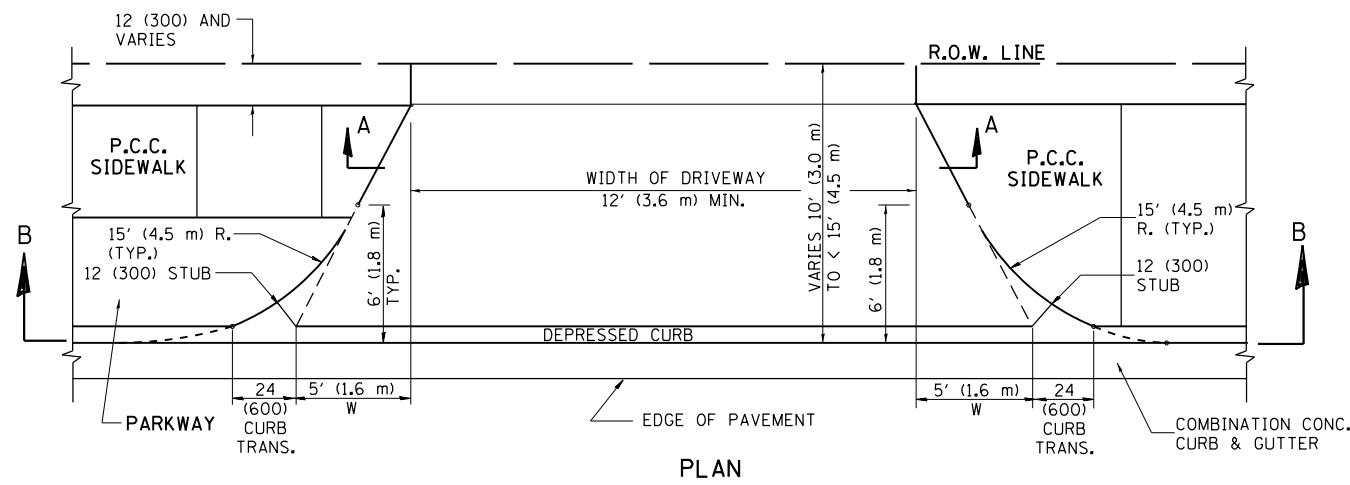 12 (300) AND
VARIES
R.O.W. LINE
A
A
P.C.C.
SIDEWALK
P.C.C.
SIDEWALK
WIDTH OF DRIVEWAY
12' (3.6 m) MIN.
VARIES 10' (3.0 m)
TO < 15' (4.5 m)
15' (4.5 m) R.
(TYP.)
12 (300) STUB
6' (1.8 m)
TYP.
6' (1.8 m)
15' (4.5 m)
R. (TYP.)
12 (300)
STUB
B
B
DEPRESSED CURB
24
(600)
CURB
TRANS.
5' (1.6 m)
W
5' (1.6 m)
W
24
(600)
CURB
TRANS.
PARKWAY
EDGE OF PAVEMENT
COMBINATION CONC.
CURB & GUTTER
PLAN